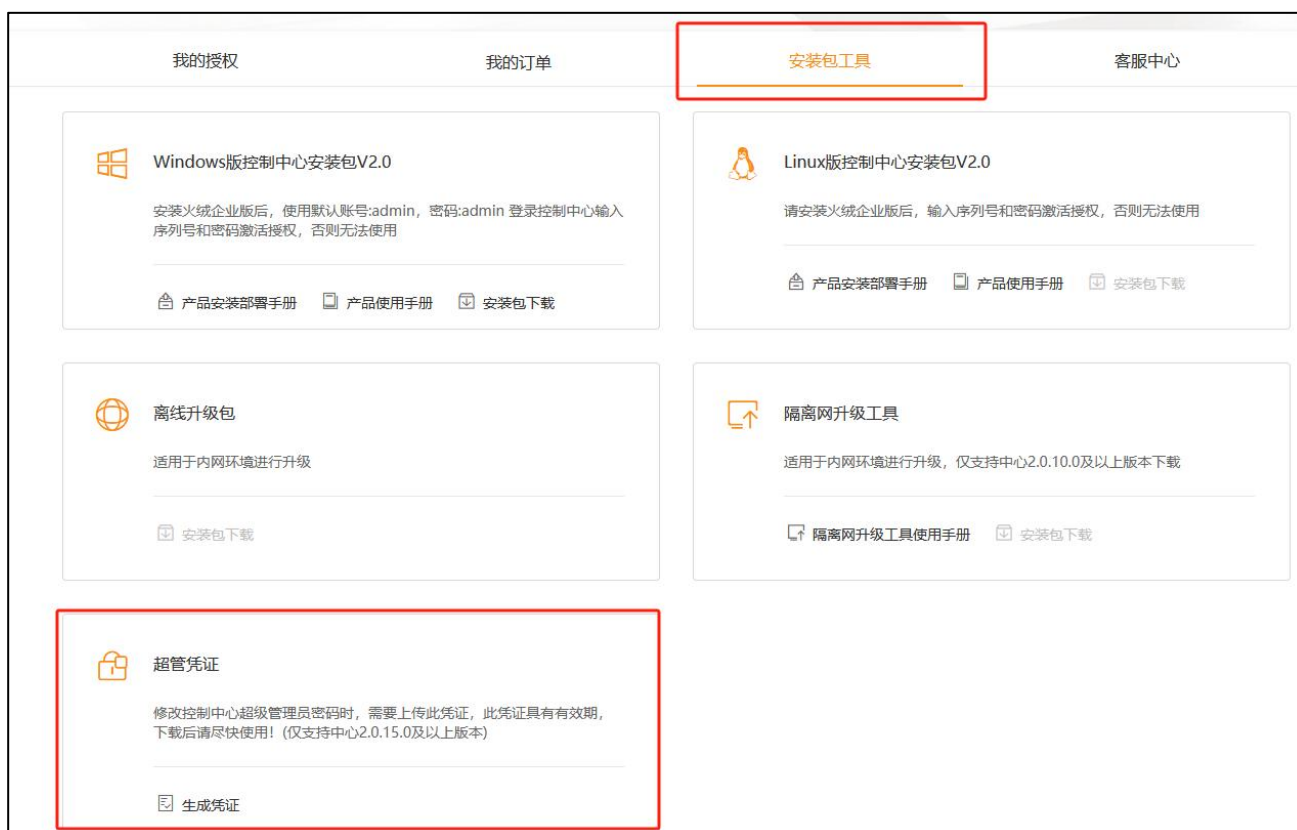 我的授权
我的订单
安装包工具
客服中心
Windows版控制中心安装包V2.0
安装火绒企业版后，使用默认账号:admin，密码:admin 登录控制中心输入
序列号和密码激活授权，否则无法使用
产品安装部署手册
产品使用手册
安装包下载
Linux版控制中心安装包V2.0
请安装火绒企业版后，输入序列号和密码激活授权，否则无法使用
产品安装部署手册
产品使用手册
安装包下载
离线升级包
适用于内网环境进行升级
安装包下载
隔离网升级工具
适用于内网环境进行升级，仅支持中心2.0.10.0及以上版本下载
隔离网升级工具使用手册
安装包下载
超管凭证
修改控制中心超级管理员密码时，需要上传此凭证，此凭证具有有效期，
下载后请尽快使用！(仅支持中心2.0.15.0及以上版本)
生成凭证